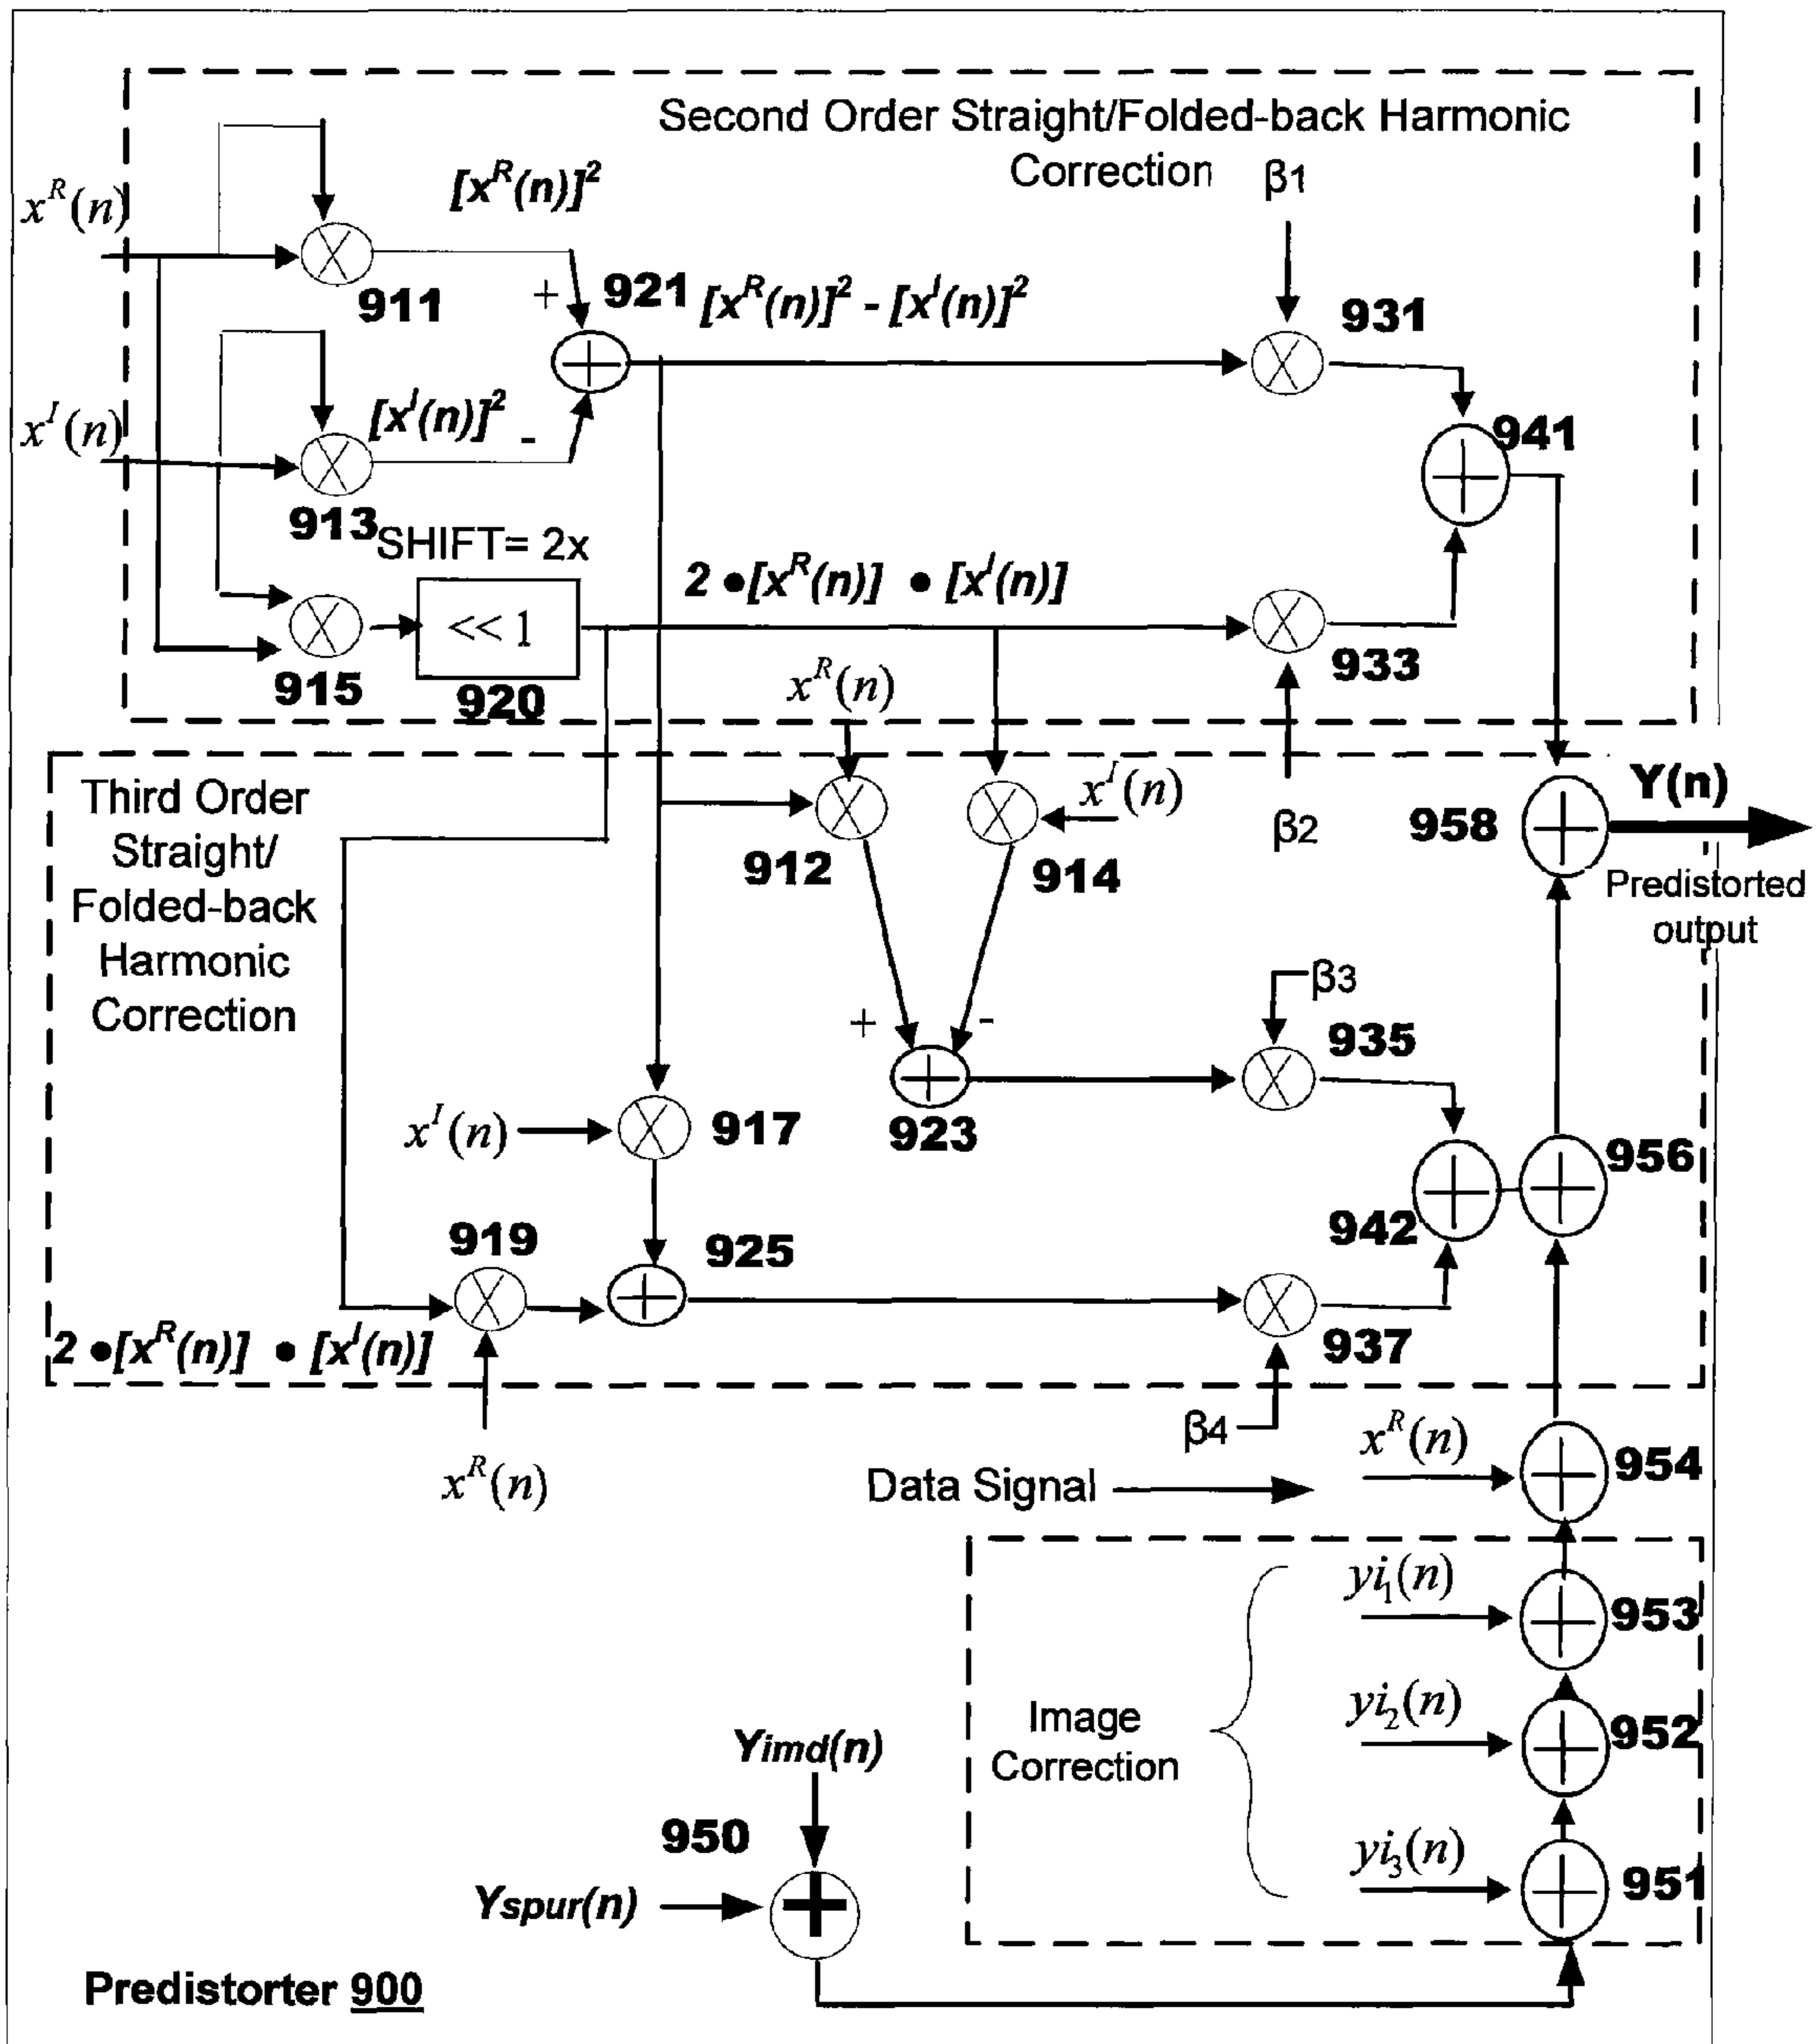 Second Order Straight/Folded-back Harmonic
Correction
β1
x^R(n)
[x^R(n)]²
911
+
921
[x^R(n)]² - [x^I(n)]²
931
x^I(n)
[x^I(n)]²
-
913
941
SHIFT= 2x
2 •[x^R(n)] • [x^I(n)]
<< 1
915
920
933
x^R(n)
Third Order
Straight/
Folded-back
Harmonic
Correction
x^I(n)
912
914
β2
958
Y(n)
Predistorted
output
β3
+
-
935
923
x^I(n)
917
956
942
919
925
937
2 •[x^R(n)] • [x^I(n)]
x^R(n)
β4
Data Signal
x^R(n)
954
yi₁(n)
953
Image
Correction
yi₂(n)
952
yi₃(n)
951
Yimd(n)
950
Yspur(n)
Predistorter 900